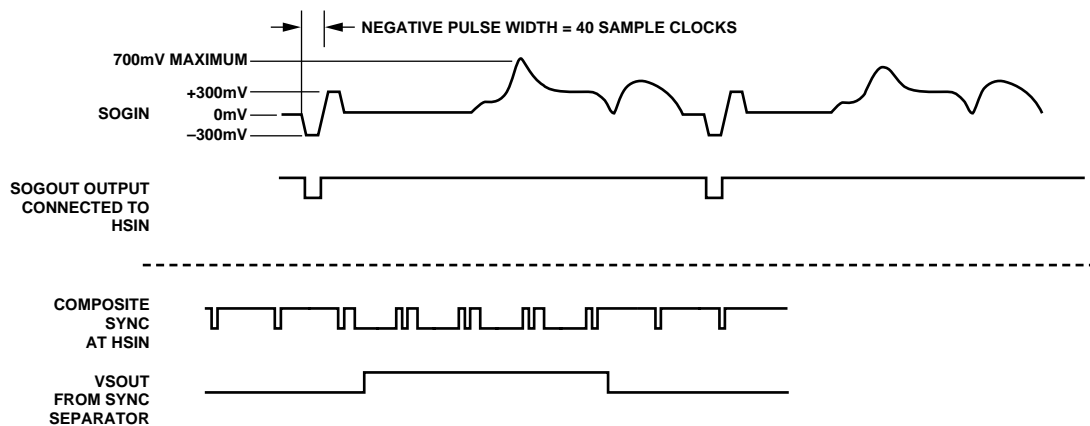 NEGATIVE PULSE WIDTH = 40 SAMPLE CLOCKS
700mV MAXIMUM
+300mV
SOGIN
0mV
−300mV
SOGOUT OUTPUT
CONNECTED TO
HSIN
COMPOSITE
SYNC
AT HSIN
VSOUT
FROM SYNC
SEPARATOR